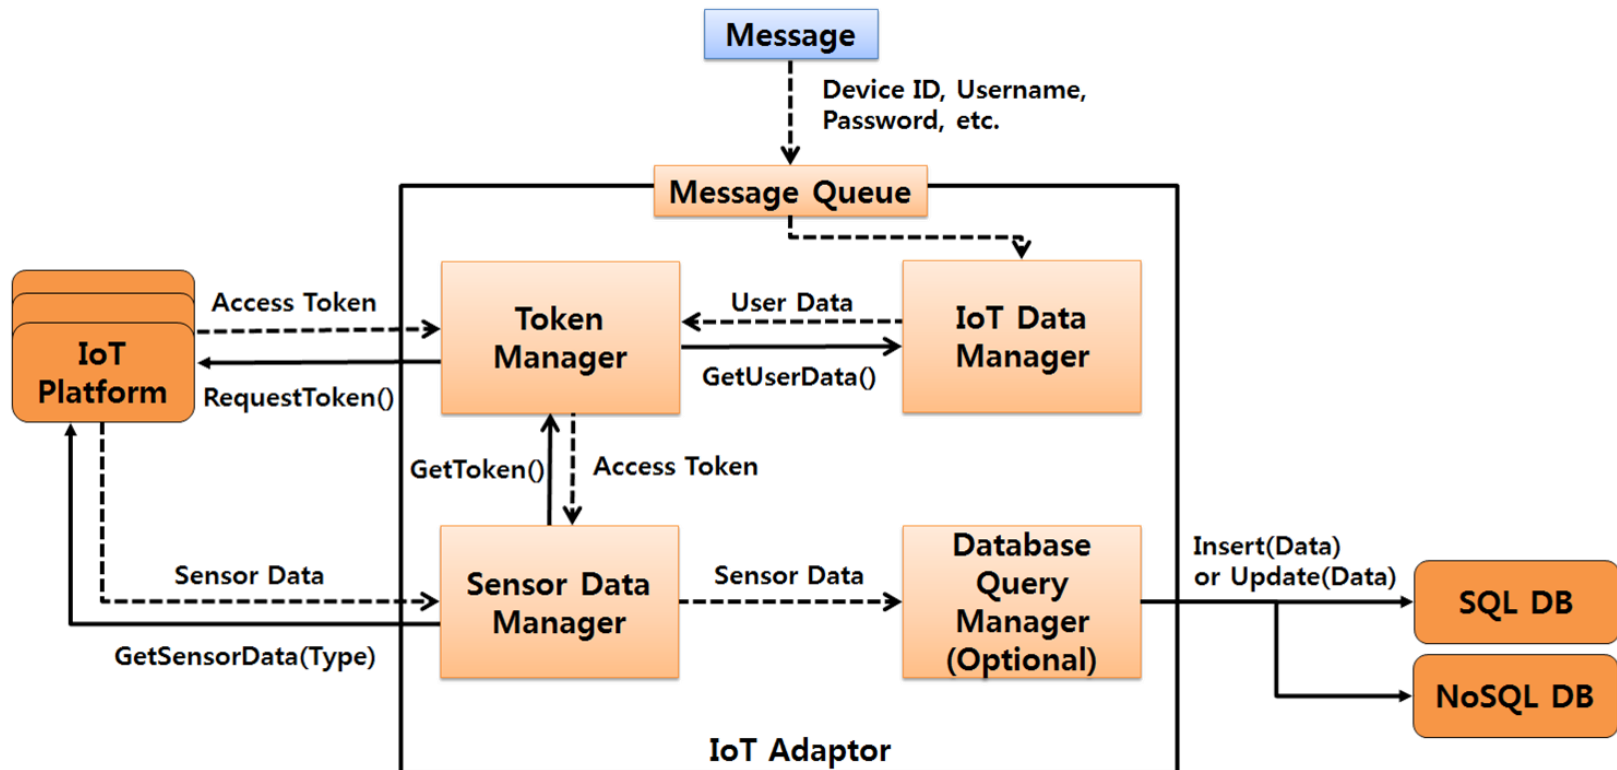 Message
Device ID, Username,
Password, etc.
Message Queue
Access Token
User Data
Token
Manager
IoT Data
Manager
IoT
Platform
RequestToken()
GetUserData()
GetToken()
Access Token
Sensor Data
Sensor Data
Manager
Sensor Data
Database
Query
Manager
(Optional)
Insert(Data)
or Update(Data)
SQL DB
GetSensorData(Type)
NoSQL DB
IoT Adaptor